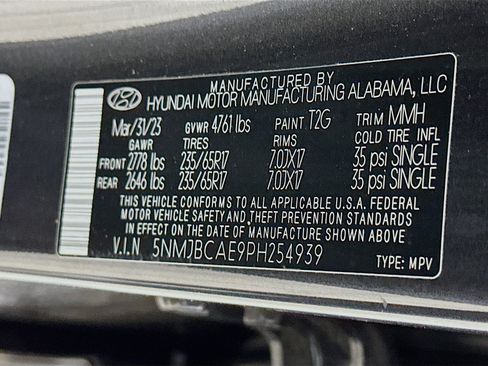 MANUFACTURED BY
HYUNDAI MOTOR MANUFACTURING ALABAMA, LLC
Mar/31/23 GVWR 4761 lbs PAINT T2G TRIM MMH
GAWR TIRES RIMS COLD TIRE INFL
FRONT 2778 lbs 235/65R17 7.0JX17 35 psi SINGLE
REAR 2646 lbs 235/65R17 7.0JX17 35 psi SINGLE
THIS VEHICLE CONFORMS TO ALL APPLICABLE U.S.A. FEDERAL
MOTOR VEHICLE SAFETY AND THEFT PREVENTION STANDARDS
IN EFFECT ON THE DATE OF MANUFACTURE SHOWN ABOVE
V.I.N 5NMJBCAE9PH254939 TYPE: MPV